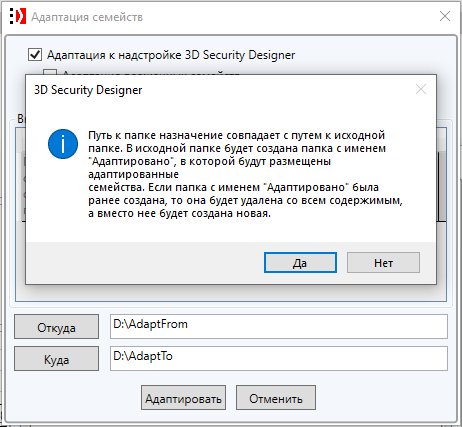 Адаптация семейств
Адаптация к надстройке 3D Security Designer
3D Security Designer
Путь к папке назначение совпадает с путем к исходной
папке. В исходной папке будет создана папка с именем
"Адаптировано", в которой будут размещены
адаптированные
семейства. Если папка с именем "Адаптировано" была
ранее создана, то она будет удалена со всем содержимым,
а вместо нее будет создана новая.
Да
Нет
Откуда
D:\AdaptFrom
Куда
D:\AdaptTo
Адаптировать
Отменить